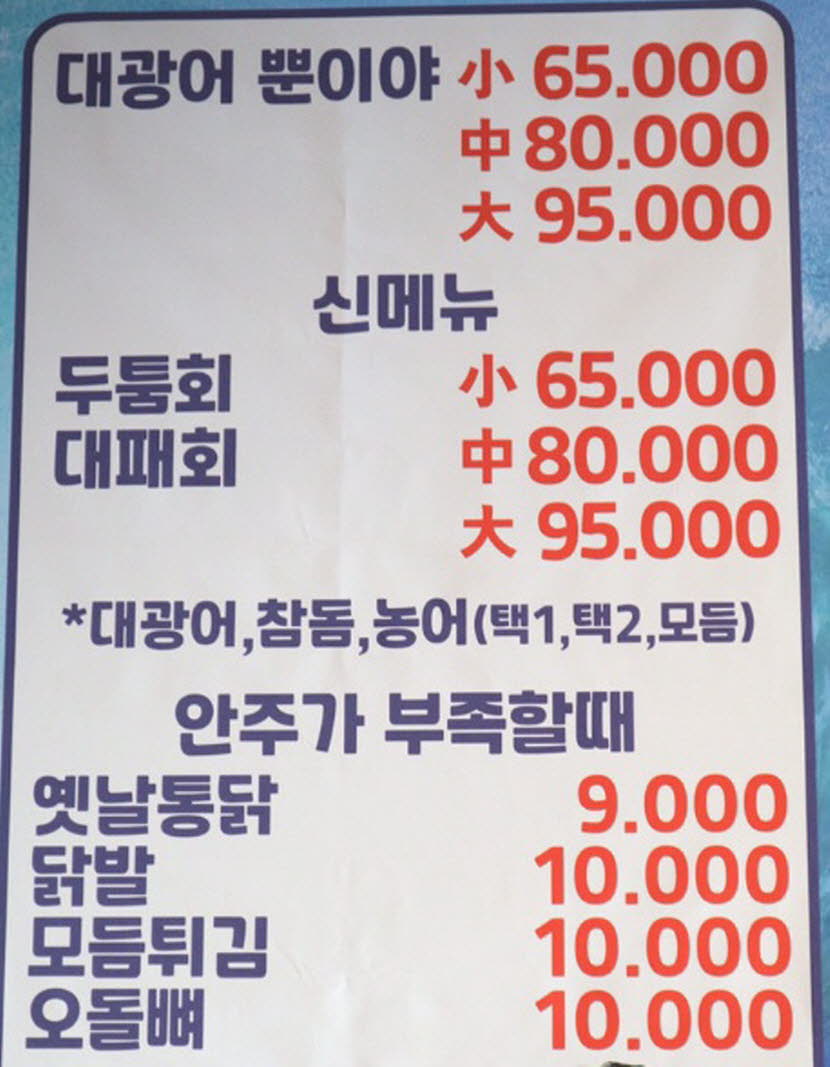 대광어 뿐이야 小 65.000
中 80.000
大 95.000
신메뉴
두툼회 小 65.000
대패회 中 80.000
大 95.000
*대광어,참돔,농어(택1,택2,모듬)
안주가 부족할때
옛날통닭 9.000
닭발 10.000
모듬튀김 10.000
오돌뼈 10.000